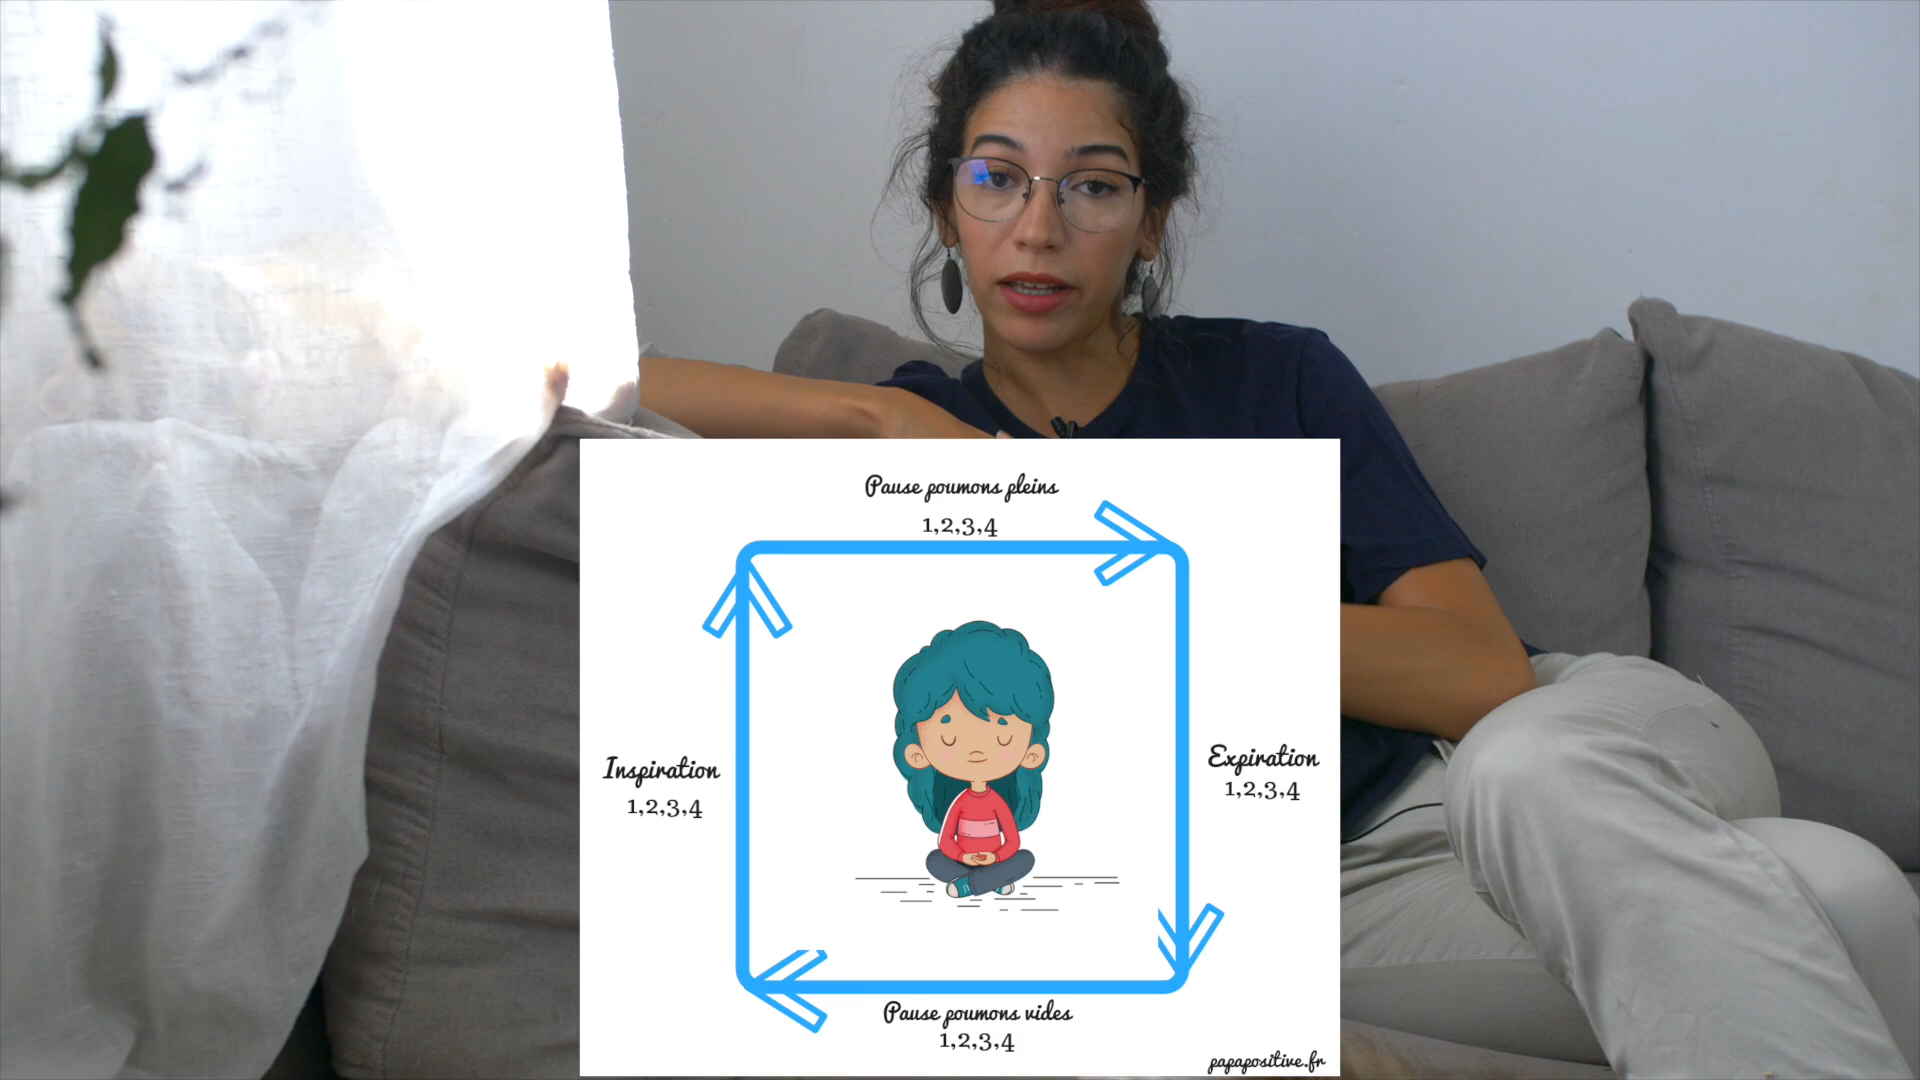 Pause poumons pleins
1,2,3,4
Inspiration
1,2,3,4
Expiration
1,2,3,4
Pause poumons vides
1,2,3,4
papapositive.fr